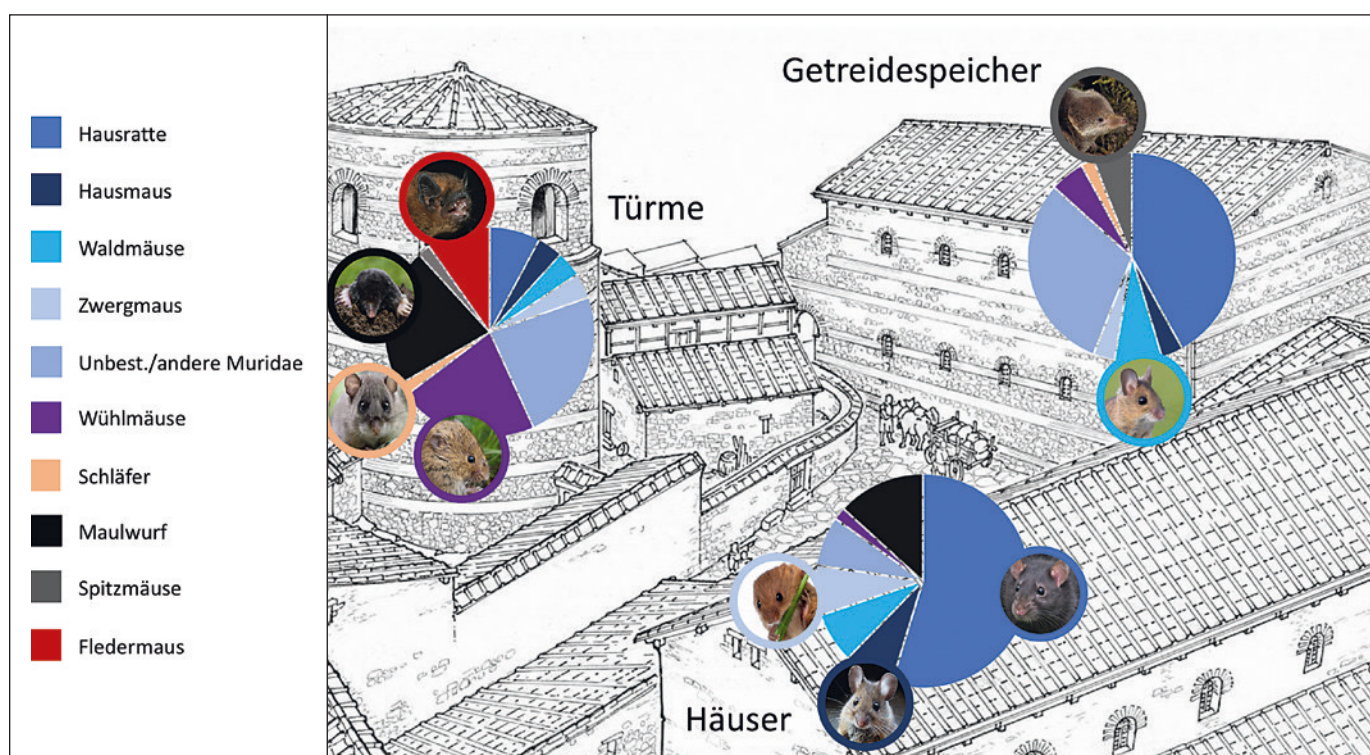 Hausratte
Hausmaus
Waldmäuse
Zwergmaus
Unbest./andere Muridae
Wühlmäuse
Schläfer
Maulwurf
Spitzmäuse
Fledermaus
Getreidespeicher
Türme
Häuser